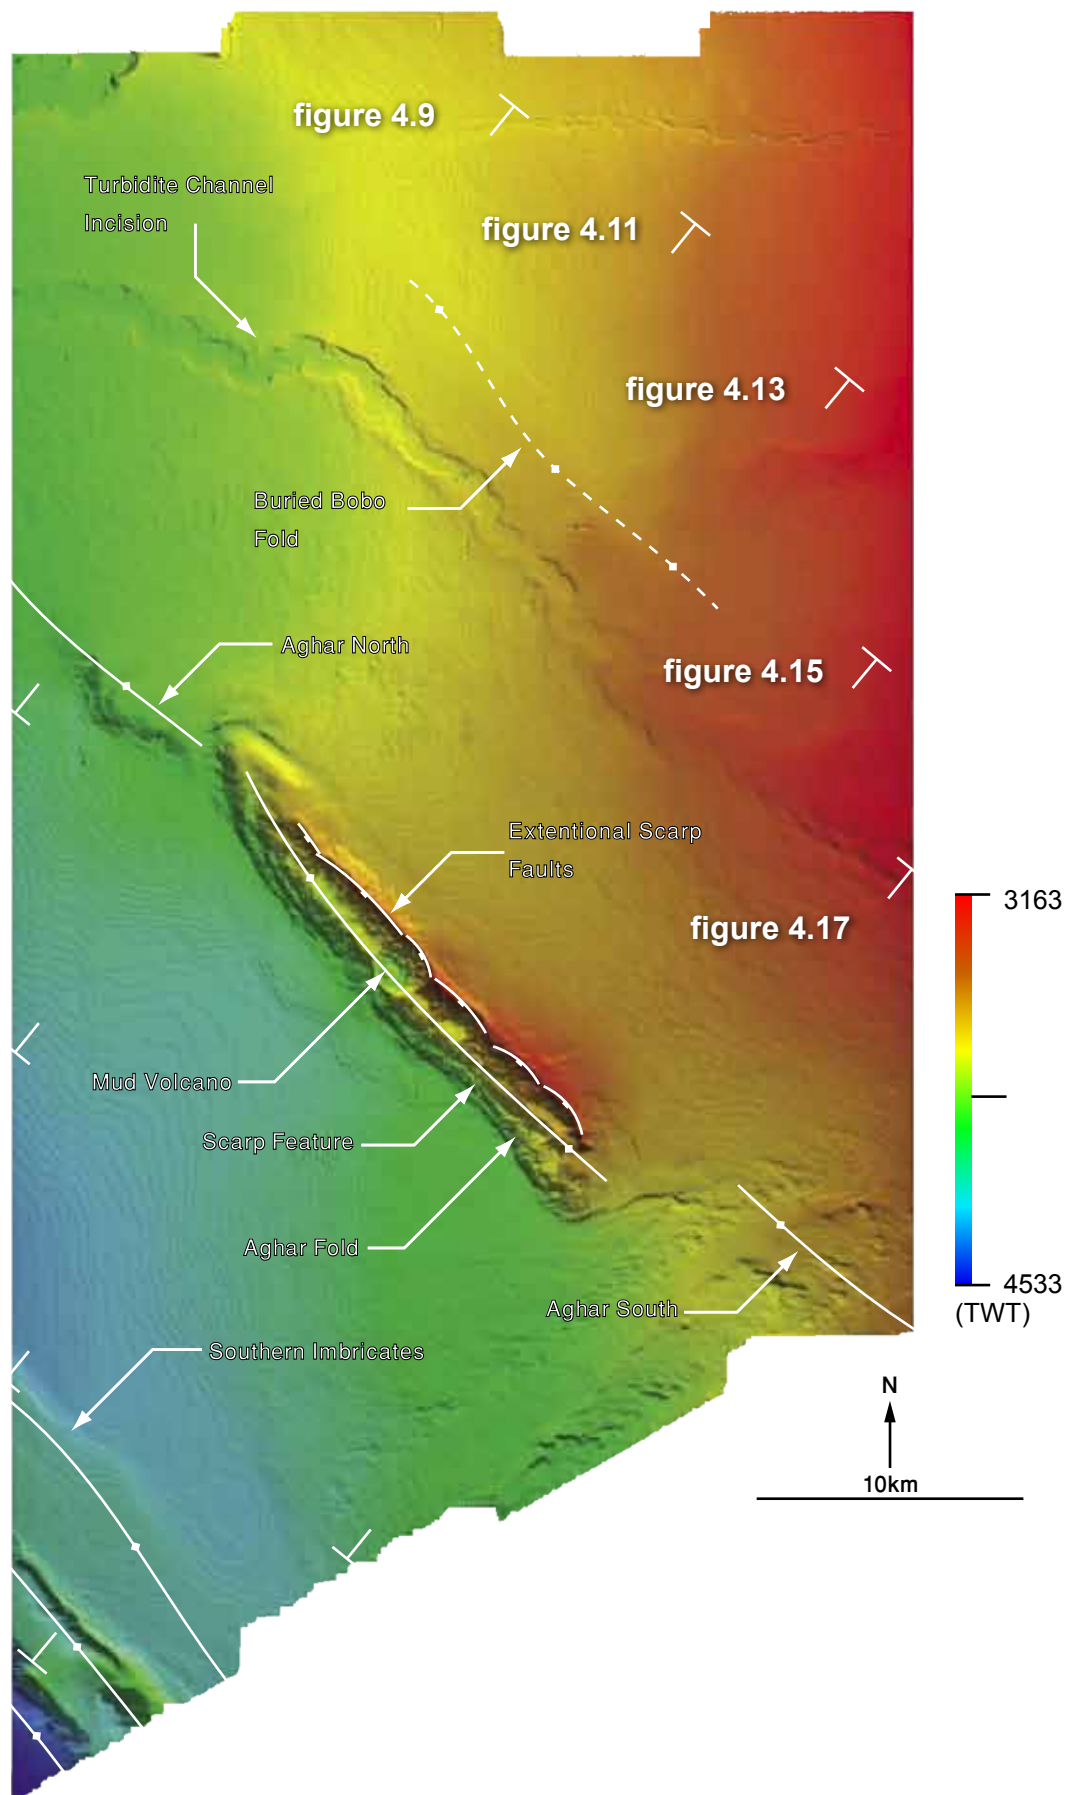 figure 4.9
Turbidite Channel
Incision
figure 4.11
figure 4.13
Buried Bobo
Fold
Aghar North
figure 4.15
Extentional Scarp
Faults
3163
figure 4.17
Mud Volcano
Scarp Feature
Aghar Fold
4533
(TWT)
Aghar South
Southern Imbricates
N
10km